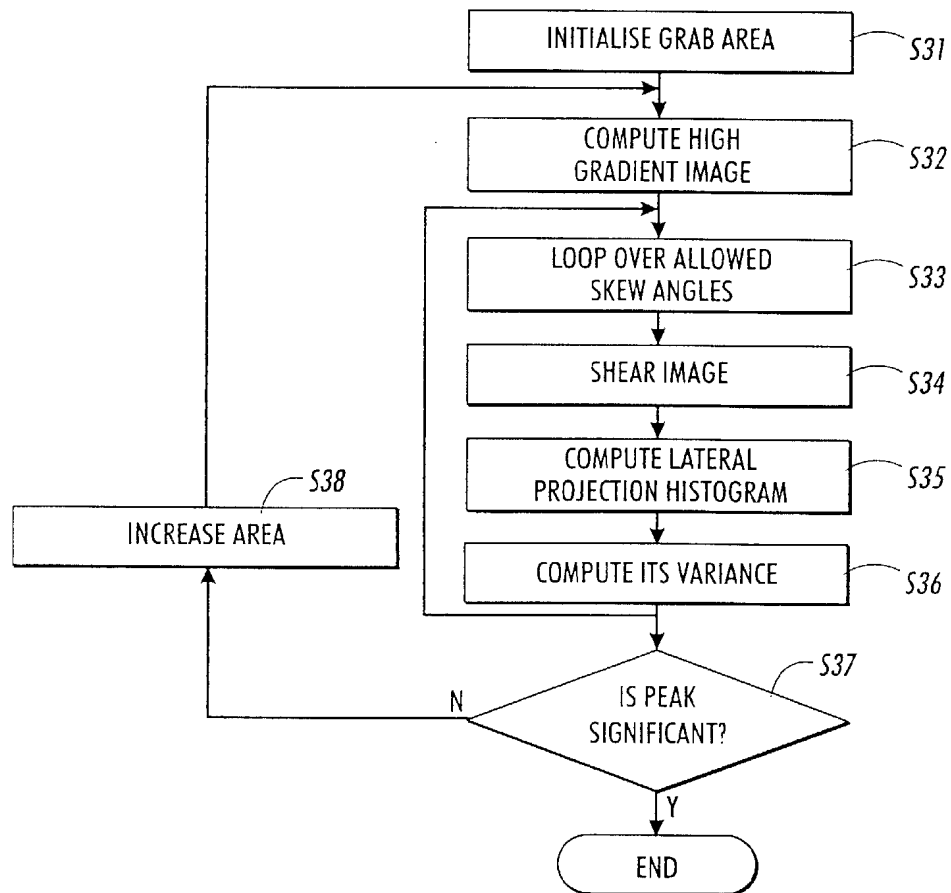 INITIALISE GRAB AREA
S31
COMPUTE HIGH
GRADIENT IMAGE
S32
LOOP OVER ALLOWED
SKEW ANGLES
S33
SHEAR IMAGE
S34
COMPUTE LATERAL
PROJECTION HISTOGRAM
S35
S38
INCREASE AREA
COMPUTE ITS VARIANCE
S36
S37
N
IS PEAK
SIGNIFICANT?
Y
END